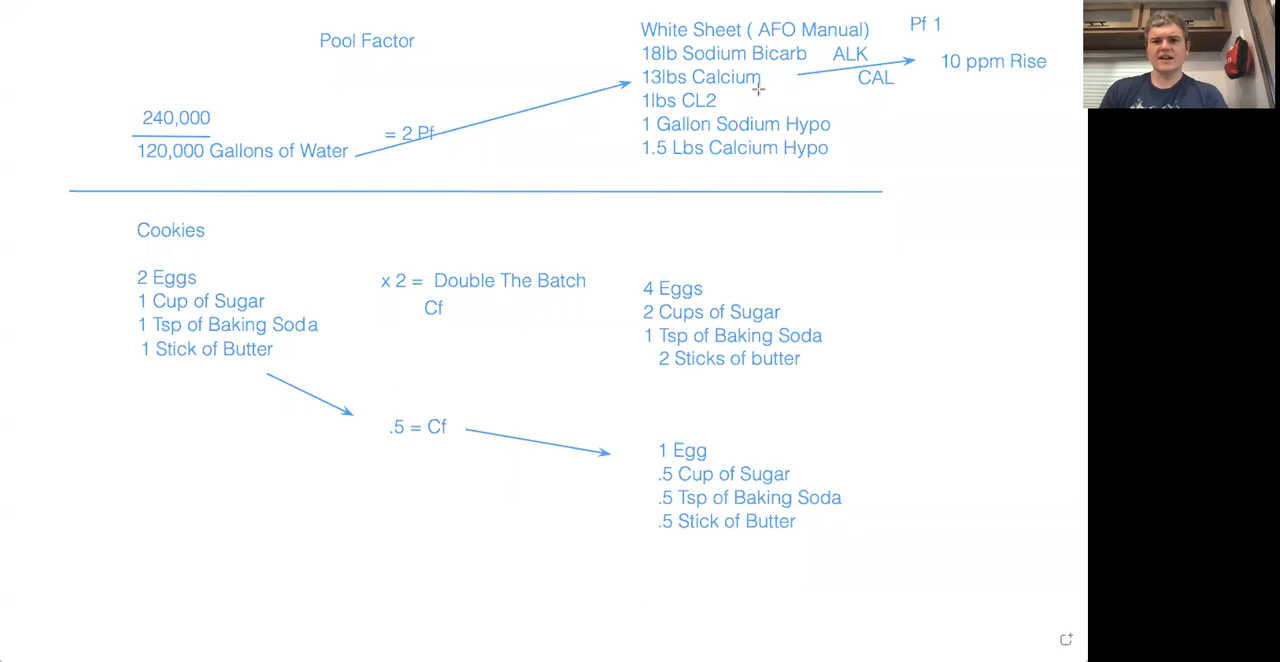 Pool Factor
240,000
120,000 Gallons of Water
= 2 Pf
White Sheet ( AFO Manual)
18lb Sodium Bicarb
13lbs Calcium
1lbs CL2
1 Gallon Sodium Hypo
1.5 Lbs Calcium Hypo
ALK
CAL
Pf 1
10 ppm Rise
Cookies
2 Eggs
1 Cup of Sugar
1 Tsp of Baking Soda
1 Stick of Butter
x 2 = Double The Batch
Cf
4 Eggs
2 Cups of Sugar
1 Tsp of Baking Soda
2 Sticks of butter
.5 = Cf
1 Egg
.5 Cup of Sugar
.5 Tsp of Baking Soda
.5 Stick of Butter